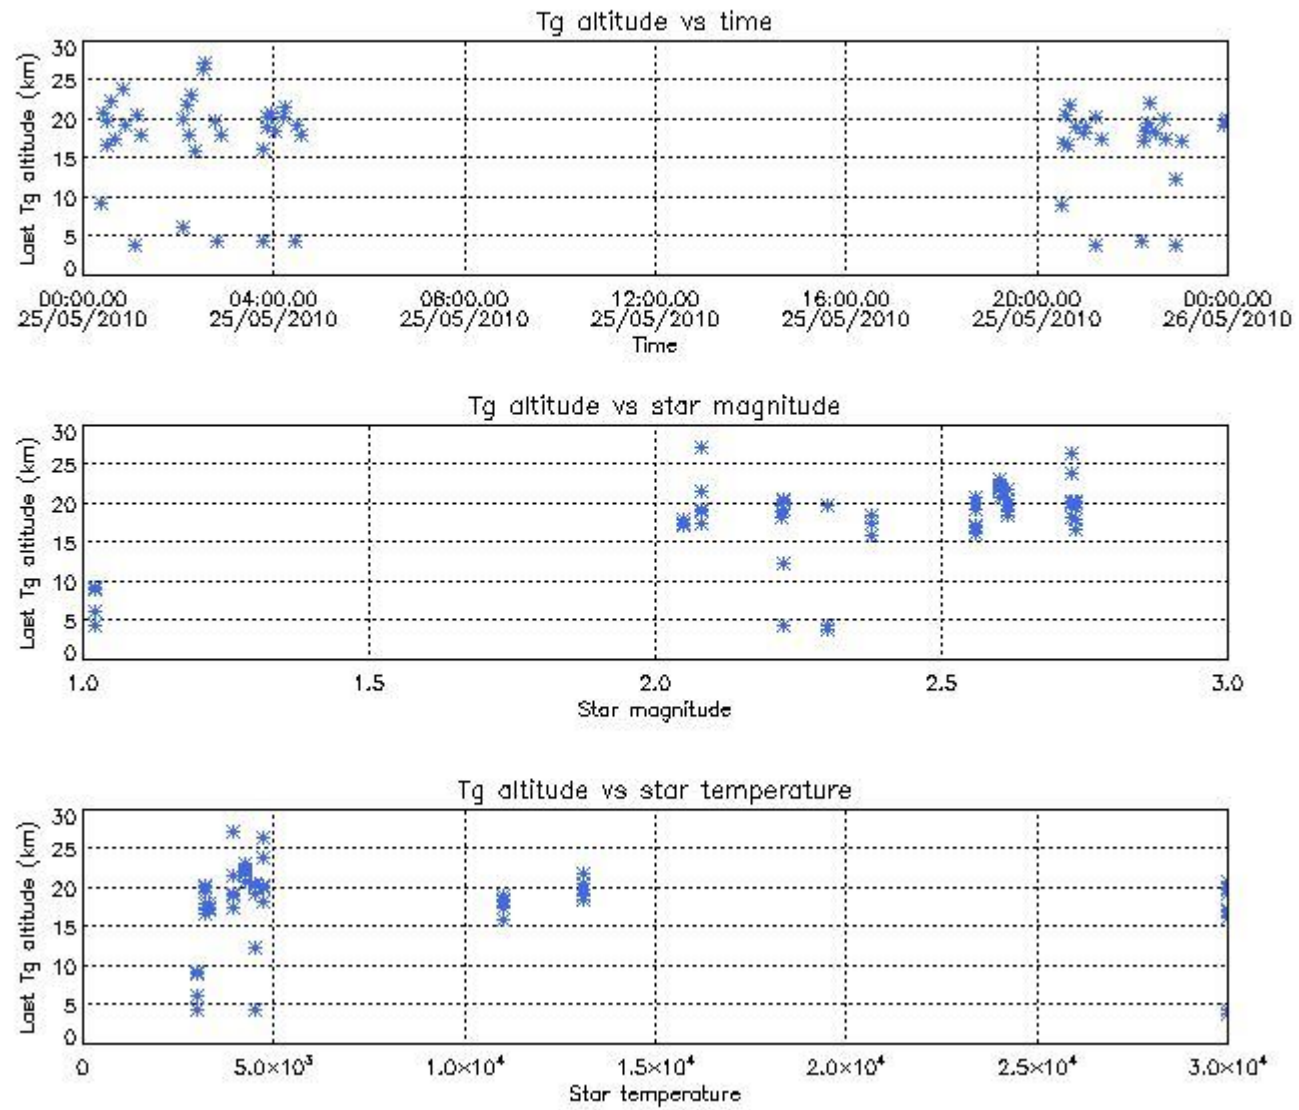 Tg altitude vs time
Last Tg altitude (km)
30
25
20
15
10
5
0
00:00.00 04:00.00 08:00.00 12:00.00 16:00.00 20:00.00 00:00.00
25/05/2010 25/05/2010 25/05/2010 25/05/2010 25/05/2010 25/05/2010 26/05/2010
Time
Tg altitude vs star magnitude
Last Tg altitude (km)
30
25
20
15
10
5
0
1.0 1.5 2.0 2.5 3.0
Star magnitude
Tg altitude vs star temperature
Last Tg altitude (km)
30
25
20
15
10
5
0
0 5.0×10³ 1.0×10⁴ 1.5×10⁴ 2.0×10⁴ 2.5×10⁴ 3.0×10⁴
Star temperature